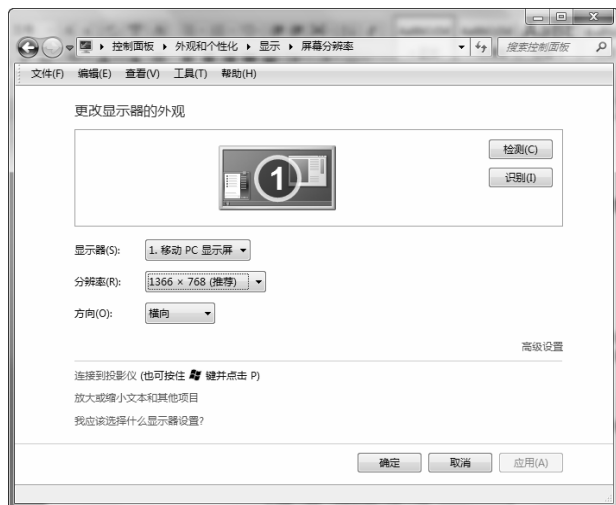 控制面板 ▸ 外观和个性化 ▸ 显示 ▸ 屏幕分辨率
搜索控制面板
文件(F) 编辑(E) 查看(V) 工具(T) 帮助(H)
更改显示器的外观
1
检测(C)
识别(I)
显示器(S): 1. 移动 PC 显示屏
分辨率(R): 1366 × 768 (推荐)
方向(O): 横向
高级设置
连接到投影仪 (也可按住 键并点击 P)
放大或缩小文本和其他项目
我应该选择什么显示器设置?
确定 取消 应用(A)